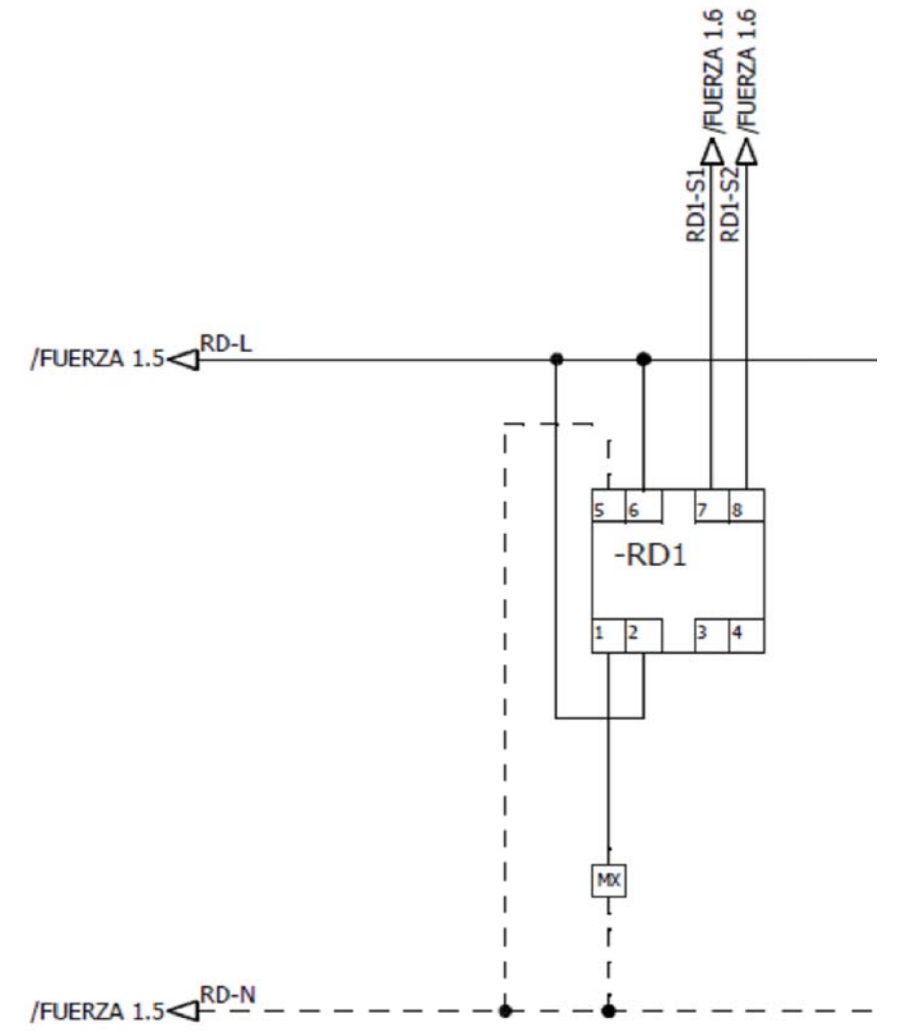 /FUERZA 1.6
/FUERZA 1.6
RD1-S1
RD1-S2
/FUERZA 1.5
RD-L
5
6
7
8
-RD1
1
2
3
4
MX
/FUERZA 1.5
RD-N